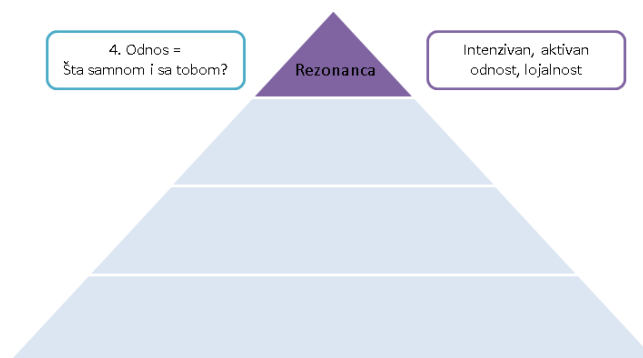 4. Odnos =
Šta samnom i sa tobom?
Rezonanca
Intenzivan, aktivan
odnost, lojalnost